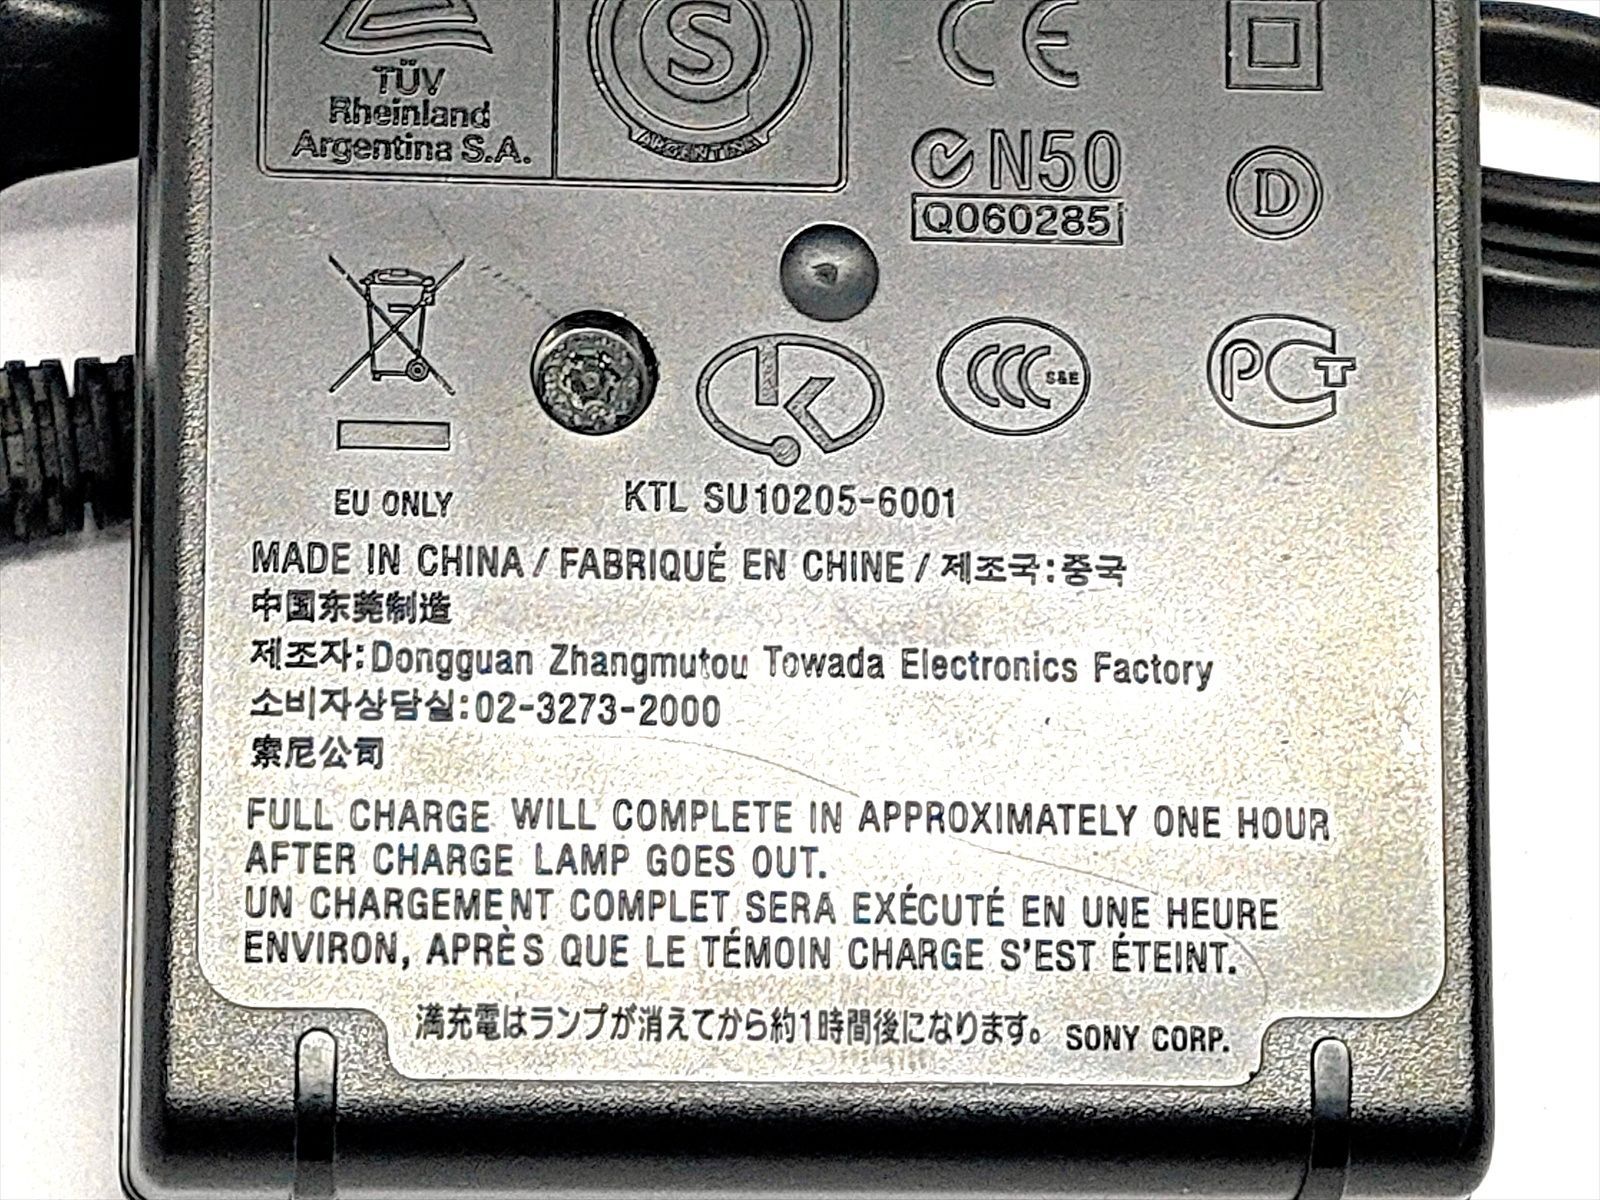 TÜV
Rheinland
Argentina S.A.
S
ARGENTINA
CE
N50
Q060285
D
EU ONLY
CCC S&E
PCT
KTL SU10205-6001
MADE IN CHINA / FABRIQUÉ EN CHINE / 제조국:중국
中国东莞制造
제조자:Dongguan Zhangmutou Towada Electronics Factory
소비자상담실:02-3273-2000
索尼公司
FULL CHARGE WILL COMPLETE IN APPROXIMATELY ONE HOUR
AFTER CHARGE LAMP GOES OUT.
UN CHARGEMENT COMPLET SERA EXÉCUTÉ EN UNE HEURE
ENVIRON, APRÈS QUE LE TÉMOIN CHARGE S'EST ÉTEINT.
満充電はランプが消えてから約1時間後になります。 SONY CORP.